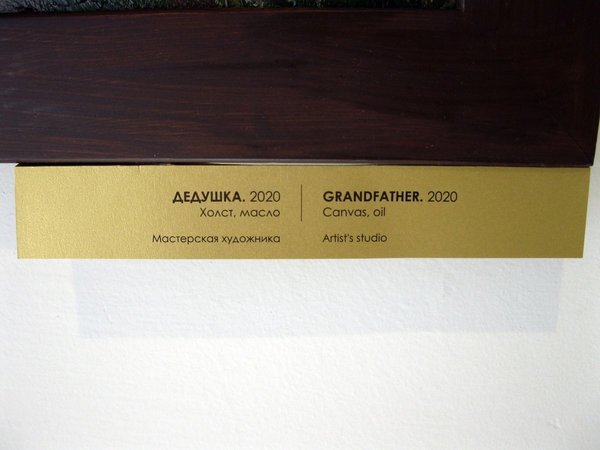 ДЕДУШКА. 2020
Холст, масло
Мастерская художника
GRANDFATHER. 2020
Canvas, oil
Artist's studio